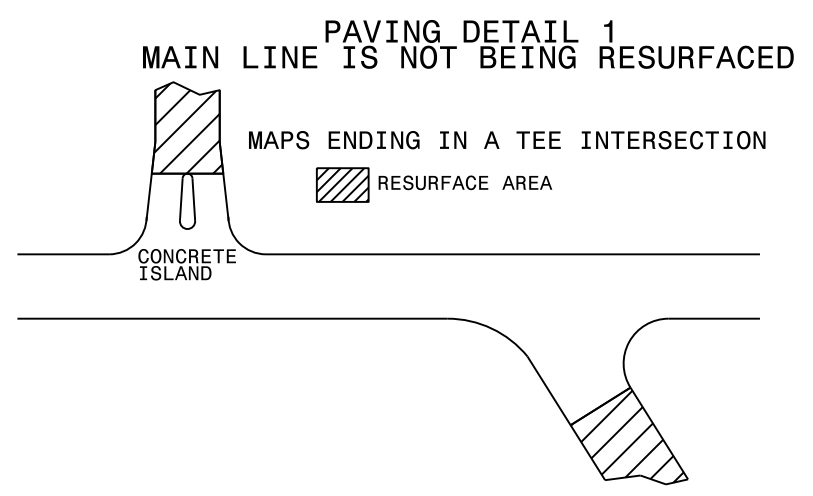 PAVING DETAIL 1
MAIN LINE IS NOT BEING RESURFACED
MAPS ENDING IN A TEE INTERSECTION
RESURFACE AREA
CONCRETE
ISLAND